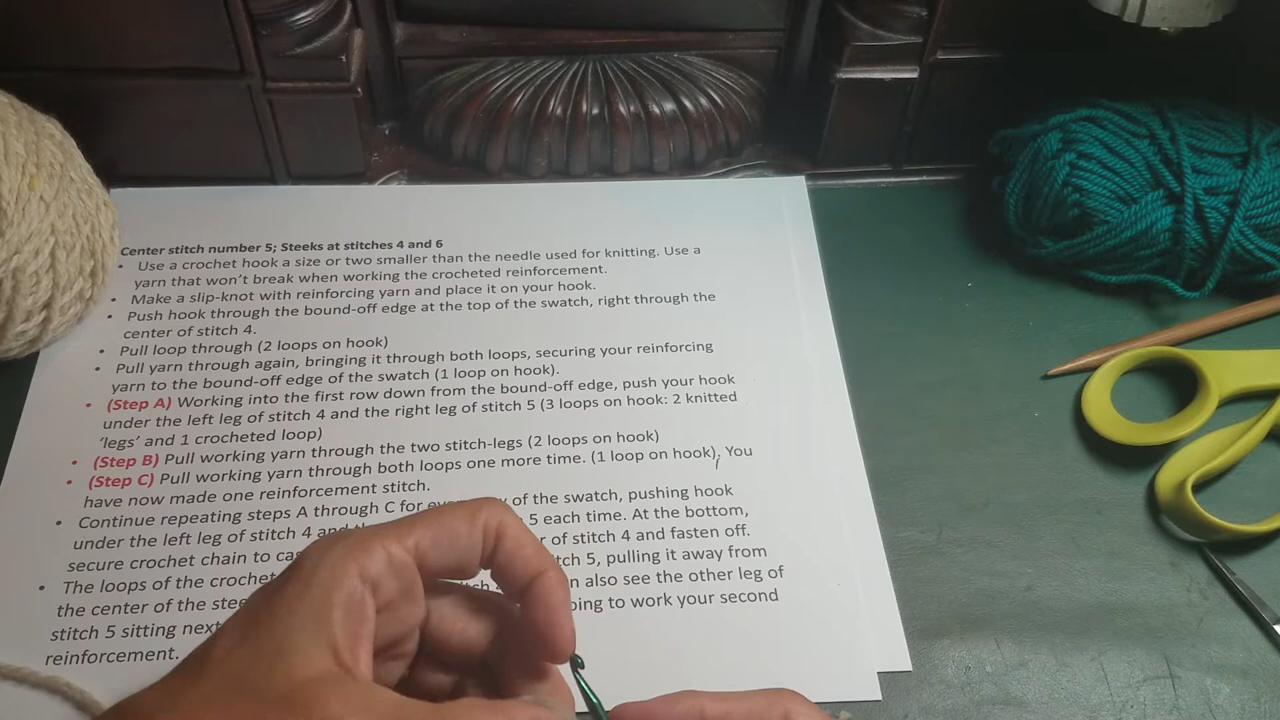 Center stitch number 5; Steeks at stitches 4 and 6
• Use a crochet hook a size or two smaller than the needle used for knitting. Use a
yarn that won't break when working the crocheted reinforcement.
• Make a slip-knot with reinforcing yarn and place it on your hook.
• Push hook through the bound-off edge at the top of the swatch, right through the
center of stitch 4.
• Pull loop through (2 loops on hook)
• Pull yarn through again, bringing it through both loops, securing your reinforcing
yarn to the bound-off edge of the swatch (1 loop on hook).
• (Step A) Working into the first row down from the bound-off edge, push your hook
under the left leg of stitch 4 and the right leg of stitch 5 (3 loops on hook: 2 knitted
'legs' and 1 crocheted loop)
• (Step B) Pull working yarn through the two stitch-legs (2 loops on hook)
• (Step C) Pull working yarn through both loops one more time. (1 loop on hook). You
have now made one reinforcement stitch.
• Continue repeating steps A through C for of the swatch, pushing hook
under the left leg of stitch 4 and 5 each time. At the bottom,
secure crochet chain to of stitch 4 and fasten off.
• The loops of the crochet 5, pulling it away from
the center of the also see the other leg of
stitch 5 sitting to work your second
reinforcement.